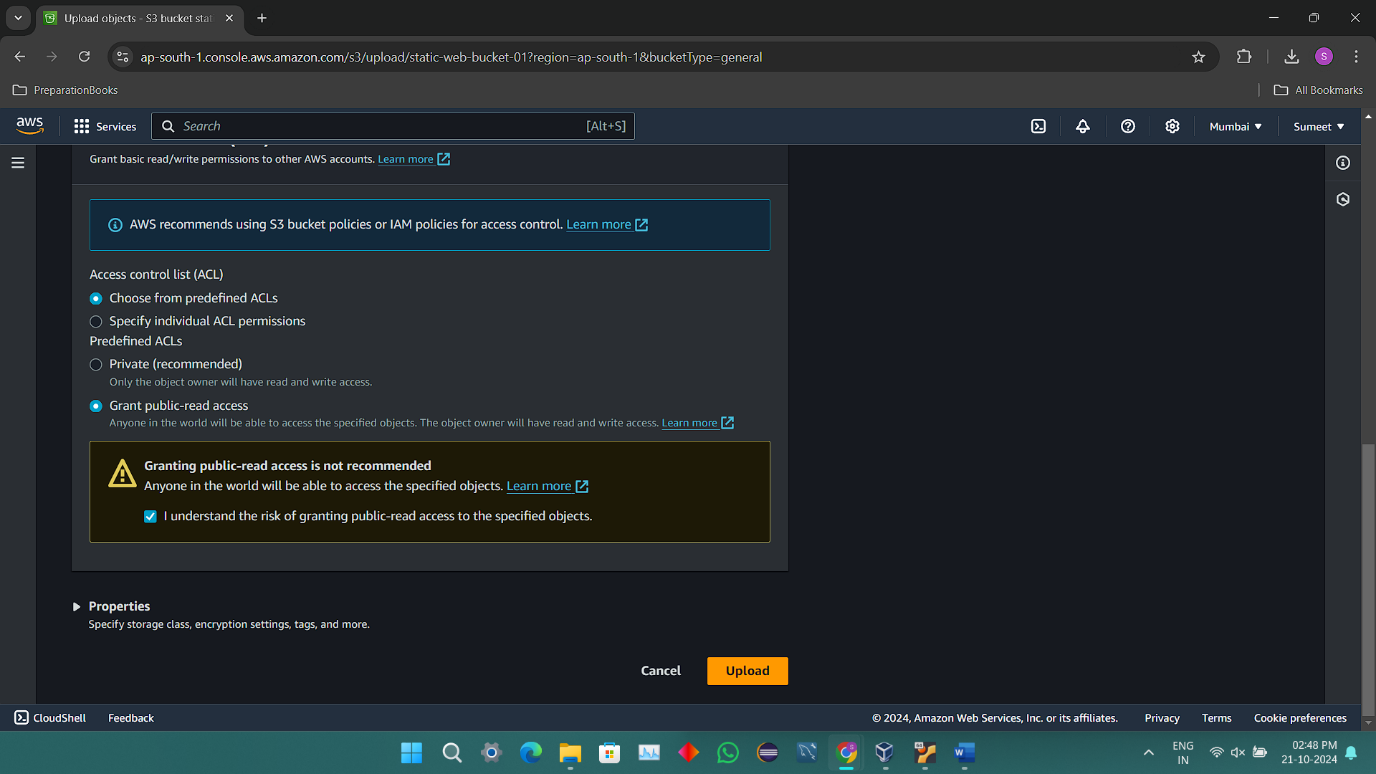 Upload objects - S3 bucket stat
ap-south-1.console.aws.amazon.com/s3/upload/static-web-bucket-01?region=ap-south-1&bucketType=general
S
PreparationBooks
All Bookmarks
aws
Services
Search
[Alt+S]
Mumbai
Sumeet
Grant basic read/write permissions to other AWS accounts. Learn more
AWS recommends using S3 bucket policies or IAM policies for access control. Learn more
Access control list (ACL)
Choose from predefined ACLs
Specify individual ACL permissions
Predefined ACLs
Private (recommended)
Only the object owner will have read and write access.
Grant public-read access
Anyone in the world will be able to access the specified objects. The object owner will have read and write access. Learn more
Granting public-read access is not recommended
Anyone in the world will be able to access the specified objects. Learn more
I understand the risk of granting public-read access to the specified objects.
Properties
Specify storage class, encryption settings, tags, and more.
Cancel
Upload
CloudShell
Feedback
© 2024, Amazon Web Services, Inc. or its affiliates.
Privacy
Terms
Cookie preferences
ENG
IN
02:48 PM
21-10-2024